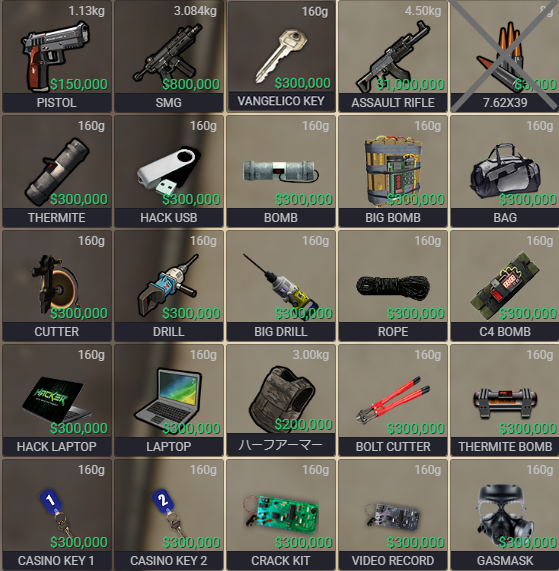 1.13kg
$150,000
PISTOL
3.084kg
$800,000
SMG
160g
$300,000
VANGELICO KEY
4.50kg
$1,000,000
ASSAULT RIFLE
7.62X39
160g
$300,000
THERMITE
160g
$300,000
HACK USB
160g
$300,000
BOMB
160g
$300,000
BIG BOMB
160g
$300,000
BAG
160g
$300,000
CUTTER
160g
$300,000
DRILL
160g
$300,000
BIG DRILL
160g
$300,000
ROPE
160g
$300,000
C4 BOMB
160g
HACKER
$300,000
HACK LAPTOP
160g
$300,000
LAPTOP
3.00kg
$200,000
ハーフアーマー
160g
$300,000
BOLT CUTTER
160g
$300,000
THERMITE BOMB
160g
1
$300,000
CASINO KEY 1
160g
2
$300,000
CASINO KEY 2
160g
$300,000
CRACK KIT
160g
$300,000
VIDEO RECORD
160g
$300,000
GASMASK